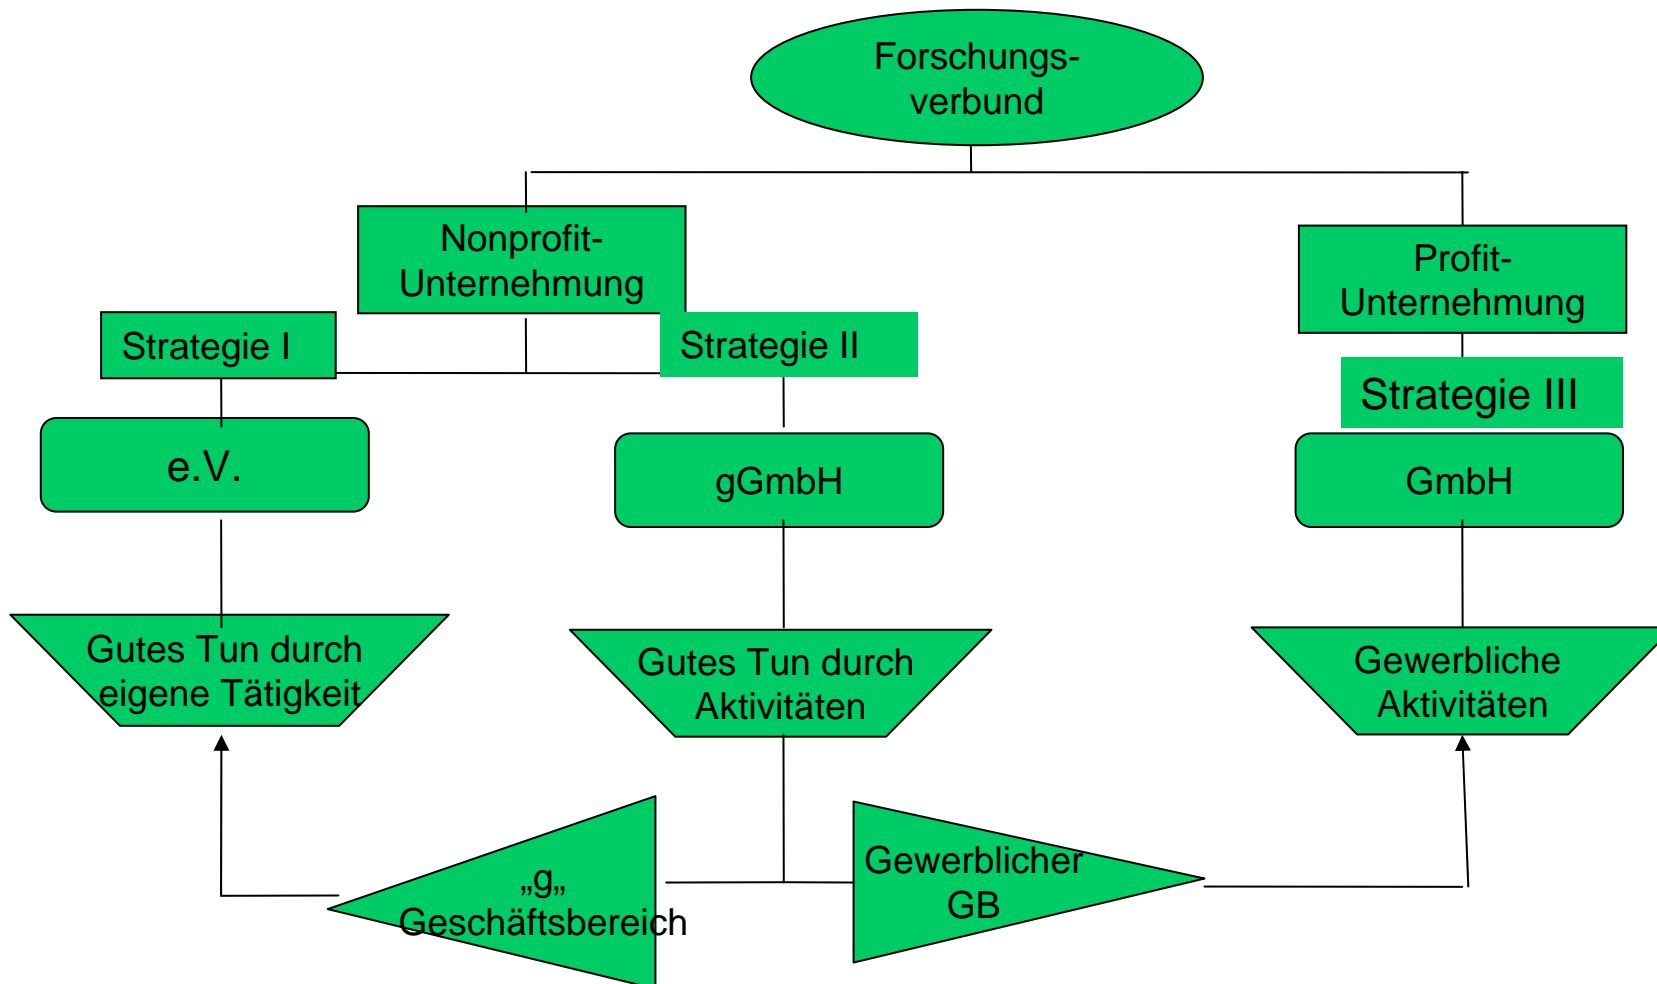 Forschungs-
verbund
Nonprofit-
Unternehmung
Profit-
Unternehmung
Strategie I
Strategie II
Strategie III
e.V.
gGmbH
GmbH
Gutes Tun durch
eigene Tätigkeit
Gutes Tun durch
Aktivitäten
Gewerbliche
Aktivitäten
„g„
Geschäftsbereich
Gewerblicher
GB